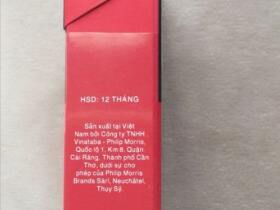 HSD: 12 THÁNG
Sản xuất tại Việt
Nam bởi Công ty TNHH
Vinataba - Philip Morris,
Quốc lộ 1, Km 8, Quận
Cái Răng, Thành phố Cần
Thơ, dưới sự cho
phép của Philip Morris
Brands Sàrl, Neuchâtel,
Thụy Sỹ.